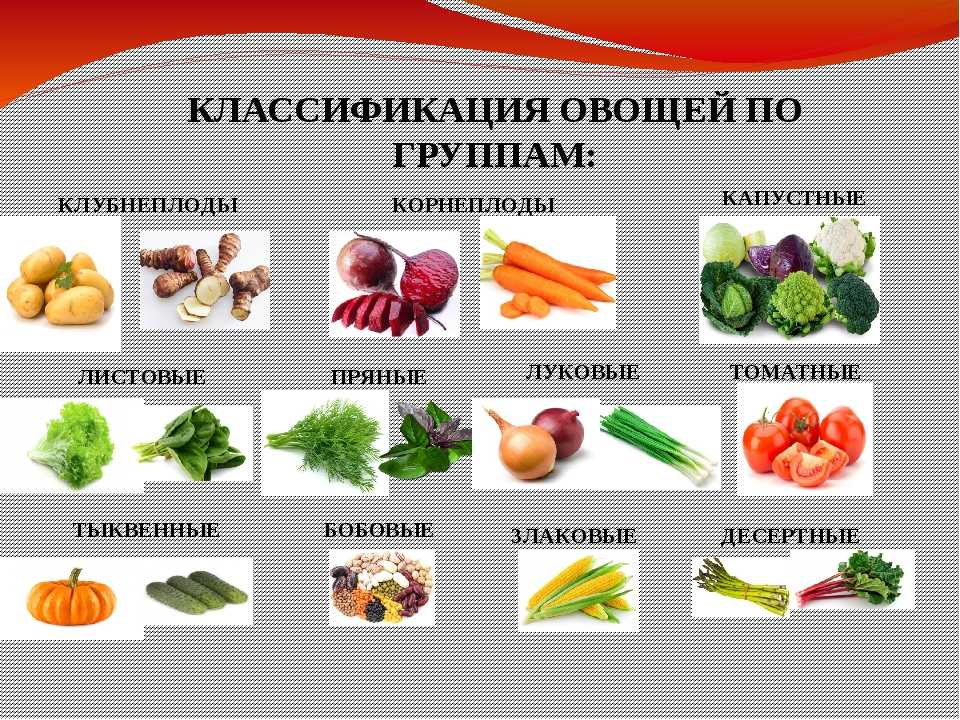 КЛАССИФИКАЦИЯ ОВОЩЕЙ ПО
ГРУППАМ:
КЛУБНЕПЛОДЫ
КОРНЕПЛОДЫ
КАПУСТНЫЕ
ЛИСТОВЫЕ
ПРЯНЫЕ
ЛУКОВЫЕ
ТОМАТНЫЕ
ТЫКВЕННЫЕ
БОБОВЫЕ
ЗЛАКОВЫЕ
ДЕСЕРТНЫЕ